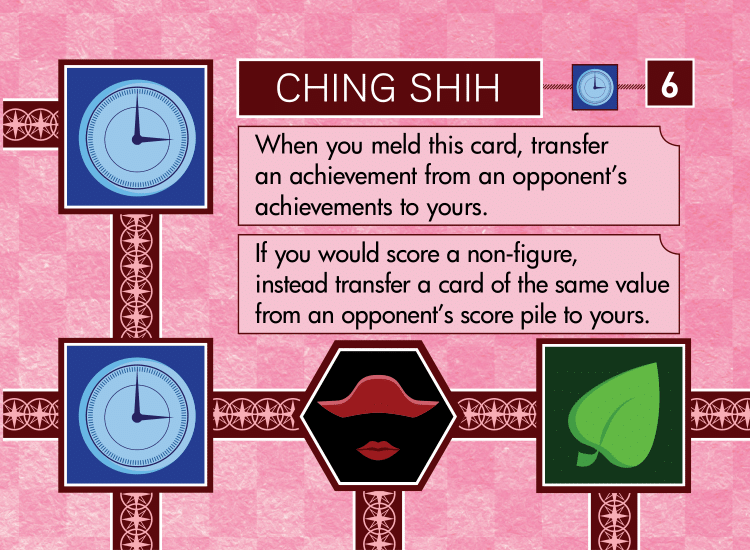 CHING SHIH
6
When you meld this card, transfer
an achievement from an opponent's
achievements to yours.
If you would score a non-figure,
instead transfer a card of the same value
from an opponent's score pile to yours.